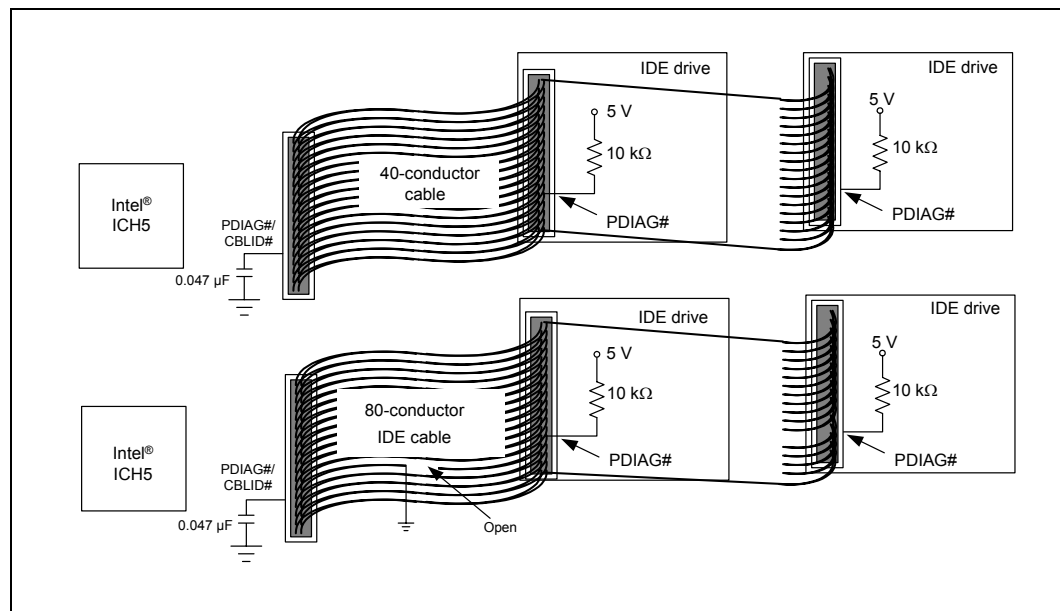 IDE drive
5 V
10 kΩ
PDIAG#
40-conductor
cable
Intel®
ICH5
PDIAG#/
CBLID#
0.047 µF
IDE drive
5 V
10 kΩ
PDIAG#
IDE drive
5 V
10 kΩ
PDIAG#
80-conductor
IDE cable
Open
Intel®
ICH5
PDIAG#/
CBLID#
0.047 µF
IDE drive
5 V
10 kΩ
PDIAG#